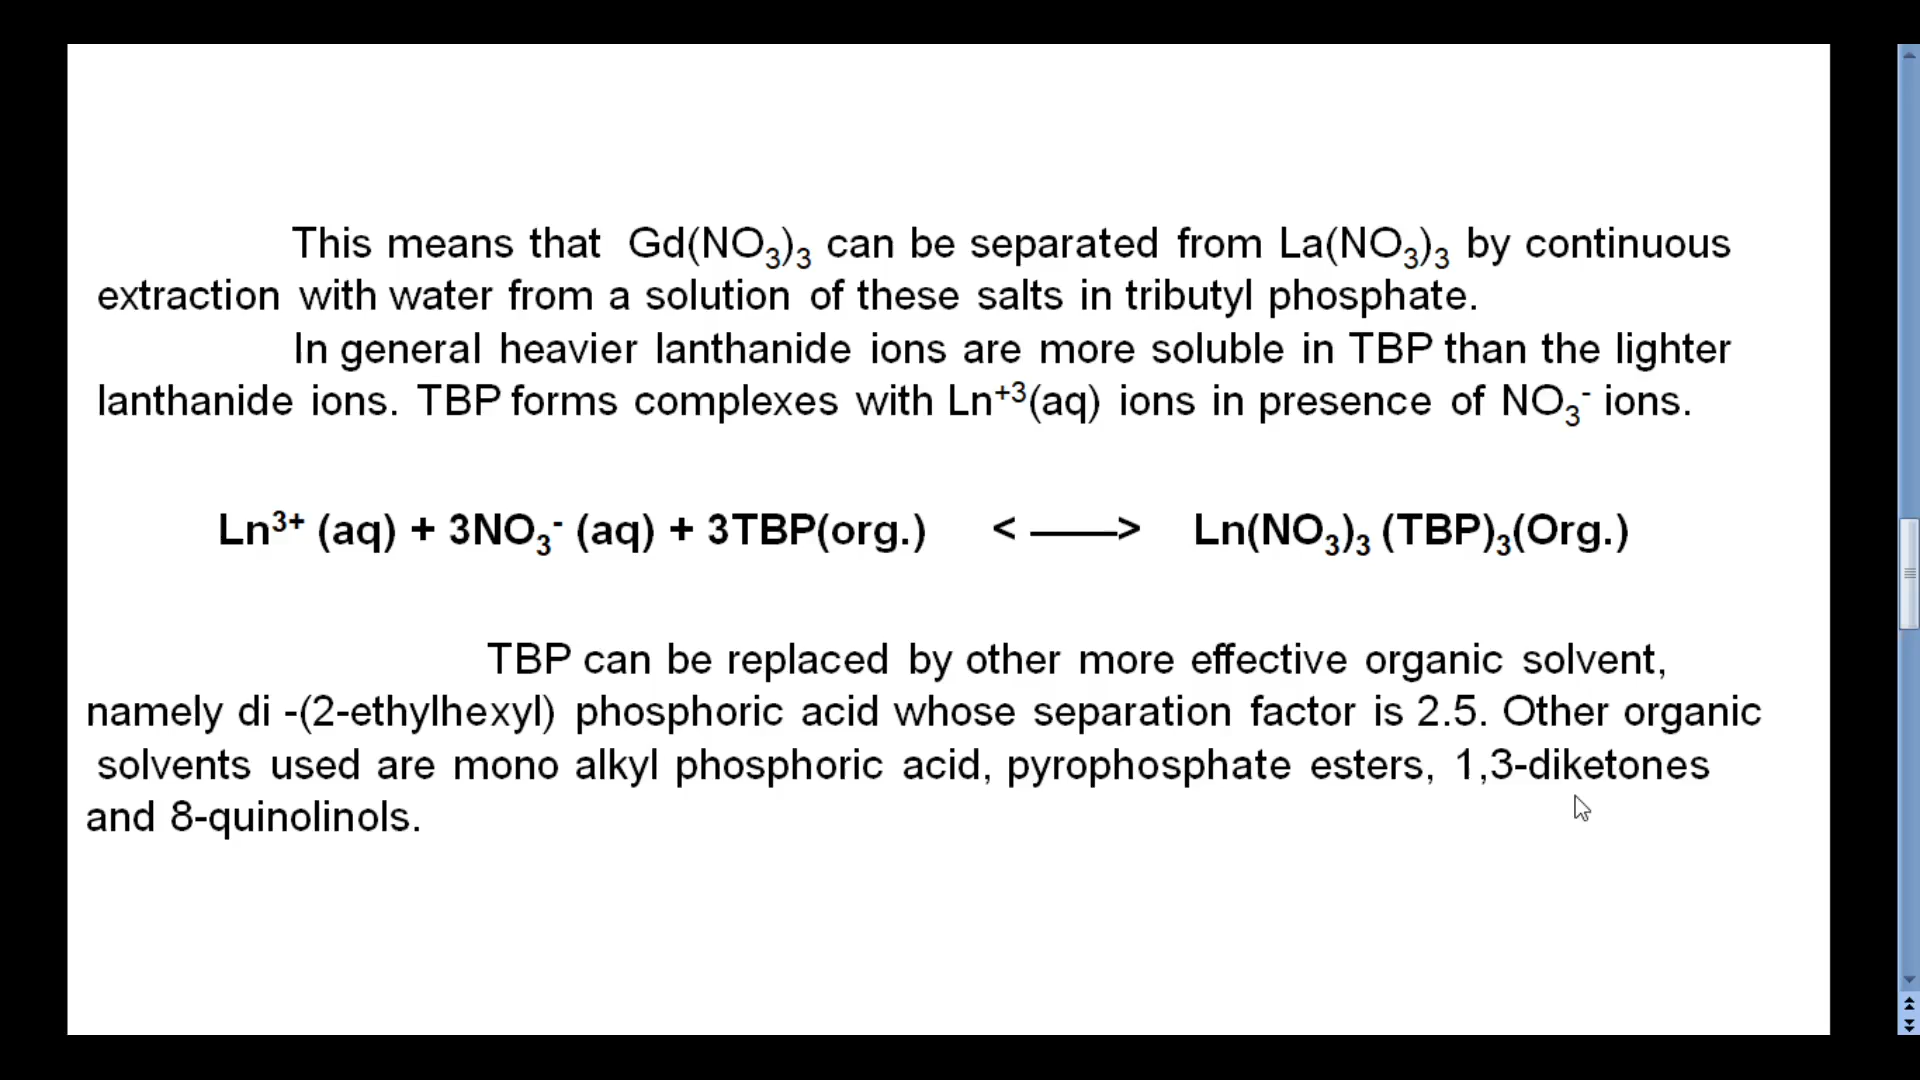 This means that Gd(NO₃)₃ can be separated from La(NO₃)₃ by continuous
extraction with water from a solution of these salts in tributyl phosphate.
In general heavier lanthanide ions are more soluble in TBP than the lighter
lanthanide ions. TBP forms complexes with Ln⁺³(aq) ions in presence of NO₃⁻ ions.
Ln³⁺ (aq) + 3NO₃⁻ (aq) + 3TBP(org.) < ——> Ln(NO₃)₃ (TBP)₃(Org.)
TBP can be replaced by other more effective organic solvent,
namely di -(2-ethylhexyl) phosphoric acid whose separation factor is 2.5. Other organic
solvents used are mono alkyl phosphoric acid, pyrophosphate esters, 1,3-diketones
and 8-quinolinols.